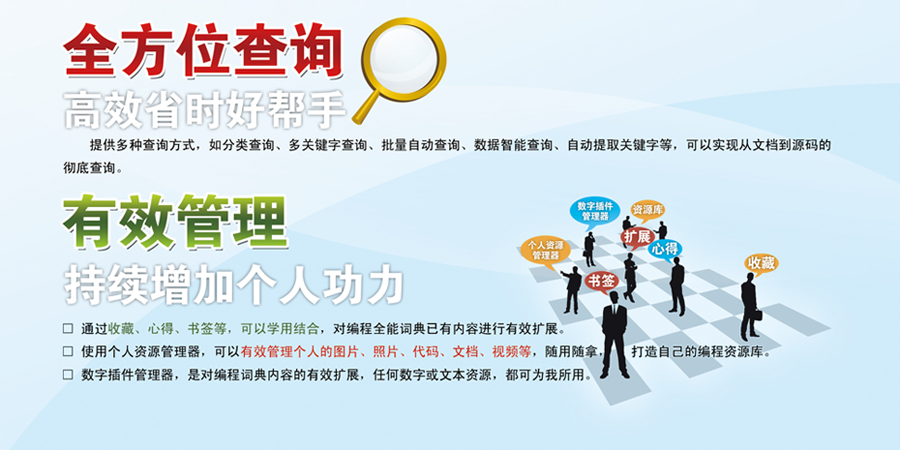 全方位查询
高效省时好帮手
提供多种查询方式，如分类查询、多关键字查询、批量自动查询、数据智能查询、自动提取关键字等，可以实现从文档到源码的
彻底查询。
有效管理
持续增加个人功力
数字插件
管理器
资源库
扩展
心得
个人资源
管理器
书签
收藏
□ 通过收藏、心得、书签等，可以学用结合，对编程全能词典已有内容进行有效扩展。
□ 使用个人资源管理器，可以有效管理个人的图片、照片、代码、文档、视频等，随用随拿， 打造自己的编程资源库。
□ 数字插件管理器，是对编程词典内容的有效扩展，任何数字或文本资源，都可为我所用。